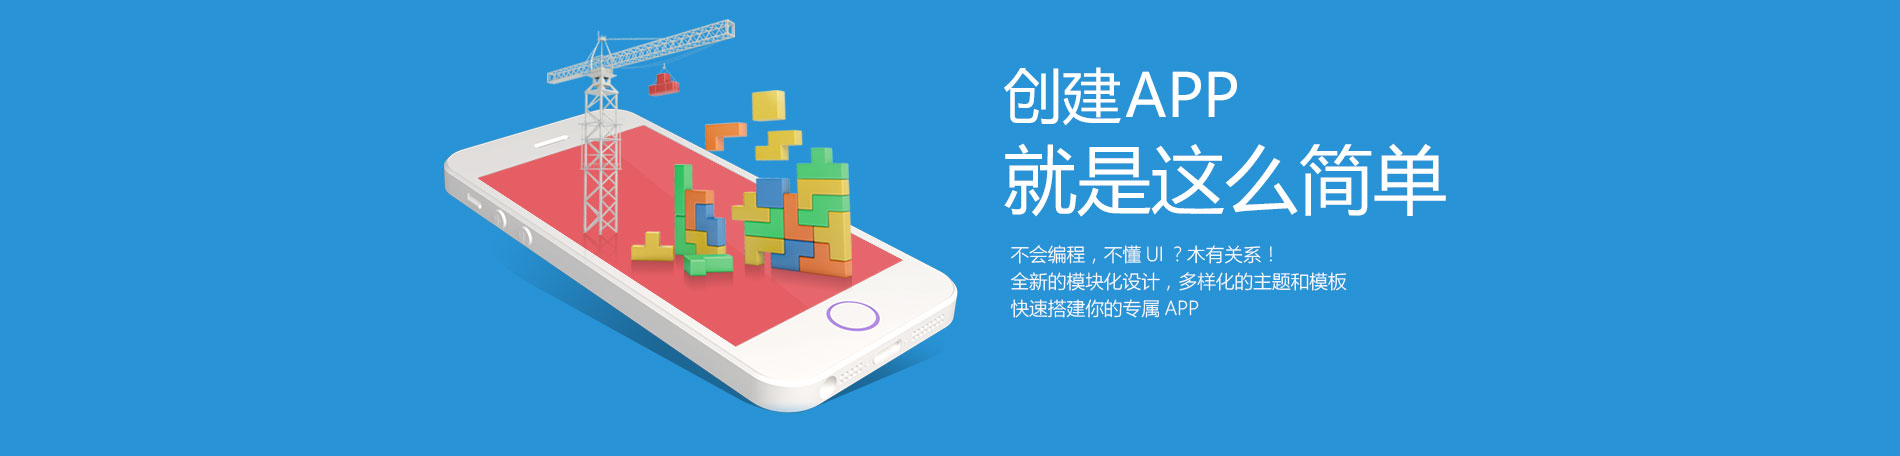 创建APP
就是这么简单
不会编程，不懂 UI ？木有关系！
全新的模块化设计，多样化的主题和模板
快速搭建你的专属 APP